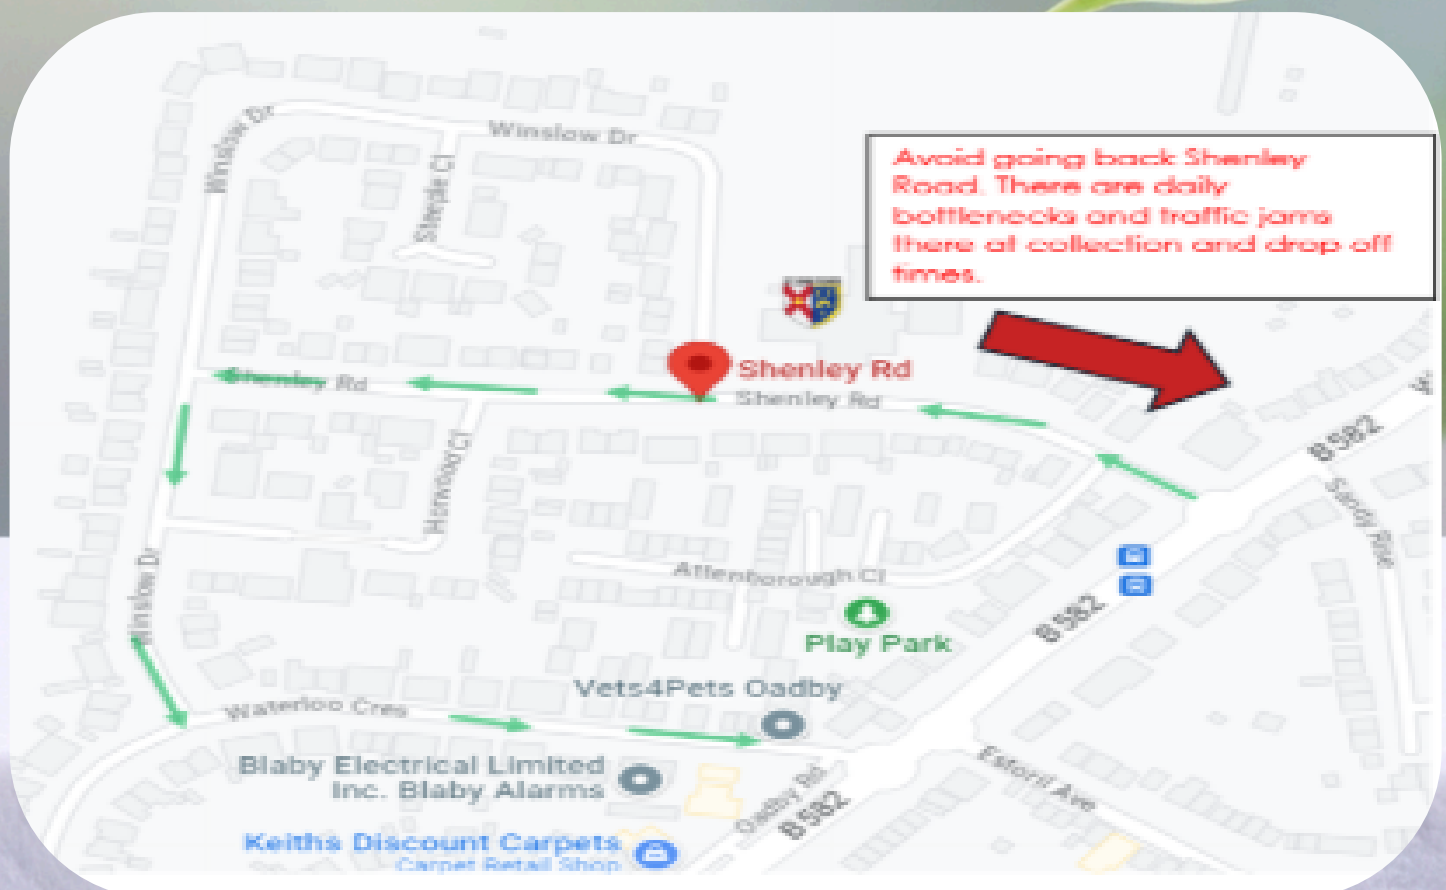 Winslow Dr
Winslow Dr
Steeple Cl
Avoid going back Shenley
Road. There are daily
bottlenecks and traffic jams
there at collection and drop off
times.
Shenley Rd
Shenley Rd
Shenley Rd
B582
Horwood Cl
Sandy Rise
Winslow Dr
Attenborough Cl
B582
Play Park
Vets4Pets Oadby
Waterloo Cres
Blaby Electrical Limited
Inc. Blaby Alarms
Estoril Ave
Oadby Rd
B582
Keiths Discount Carpets
Carpet Retail Shop